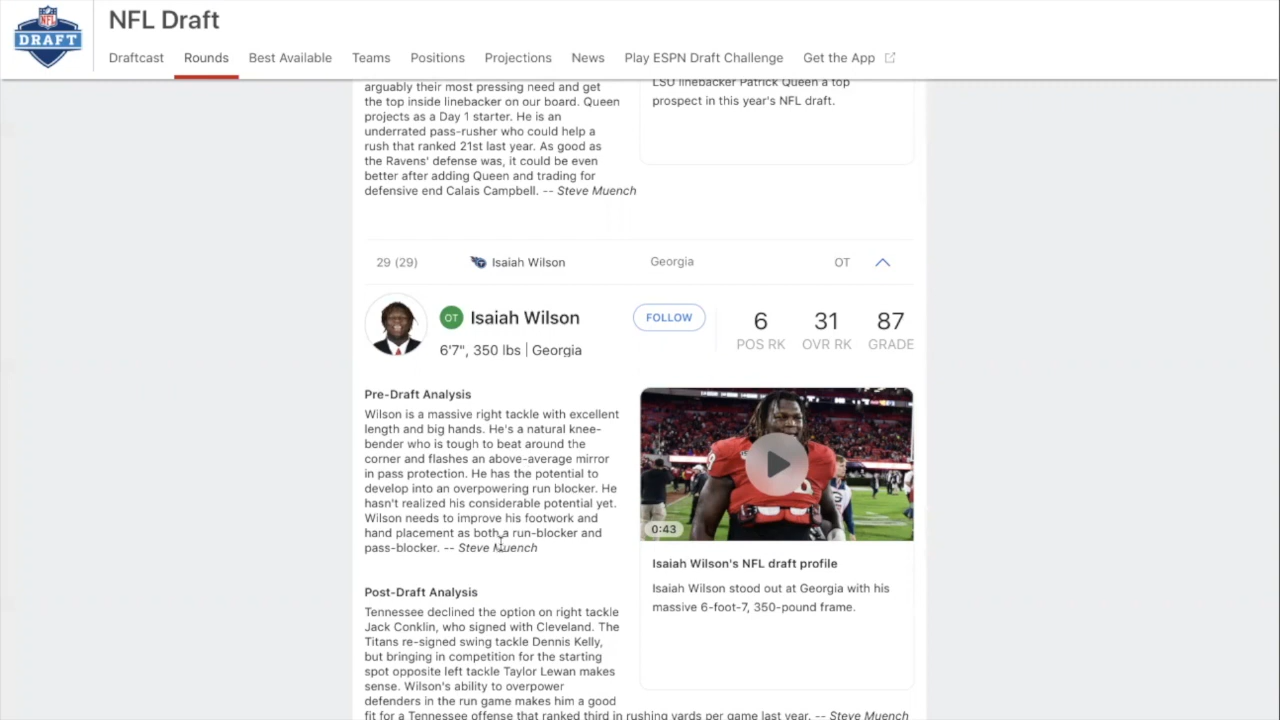 NFL
DRAFT
NFL Draft
Draftcast Rounds Best Available Teams Positions Projections News Play ESPN Draft Challenge Get the App
arguably their most pressing need and get
the top inside linebacker on our board. Queen
projects as a Day 1 starter. He is an
underrated pass-rusher who could help a
rush that ranked 21st last year. As good as
the Ravens' defense was, it could be even
better after adding Queen and trading for
defensive end Calais Campbell. -- Steve Muench
LSU linebacker Patrick Queen a top
prospect in this year's NFL draft.
29 (29) Isaiah Wilson Georgia OT
OT Isaiah Wilson
6'7", 350 lbs | Georgia
FOLLOW
6 31 87
POS RK OVR RK GRADE
Pre-Draft Analysis
Wilson is a massive right tackle with excellent
length and big hands. He's a natural knee-
bender who is tough to beat around the
corner and flashes an above-average mirror
in pass protection. He has the potential to
develop into an overpowering run blocker. He
hasn't realized his considerable potential yet.
Wilson needs to improve his footwork and
hand placement as both a run-blocker and
pass-blocker. -- Steve Muench
0:43
Isaiah Wilson's NFL draft profile
Isaiah Wilson stood out at Georgia with his
massive 6-foot-7, 350-pound frame.
Post-Draft Analysis
Tennessee declined the option on right tackle
Jack Conklin, who signed with Cleveland. The
Titans re-signed swing tackle Dennis Kelly,
but bringing in competition for the starting
spot opposite left tackle Taylor Lewan makes
sense. Wilson's ability to overpower
defenders in the run game makes him a good
fit for a Tennessee offense that ranked third in rushing yards per game last year. -- Steve Muench